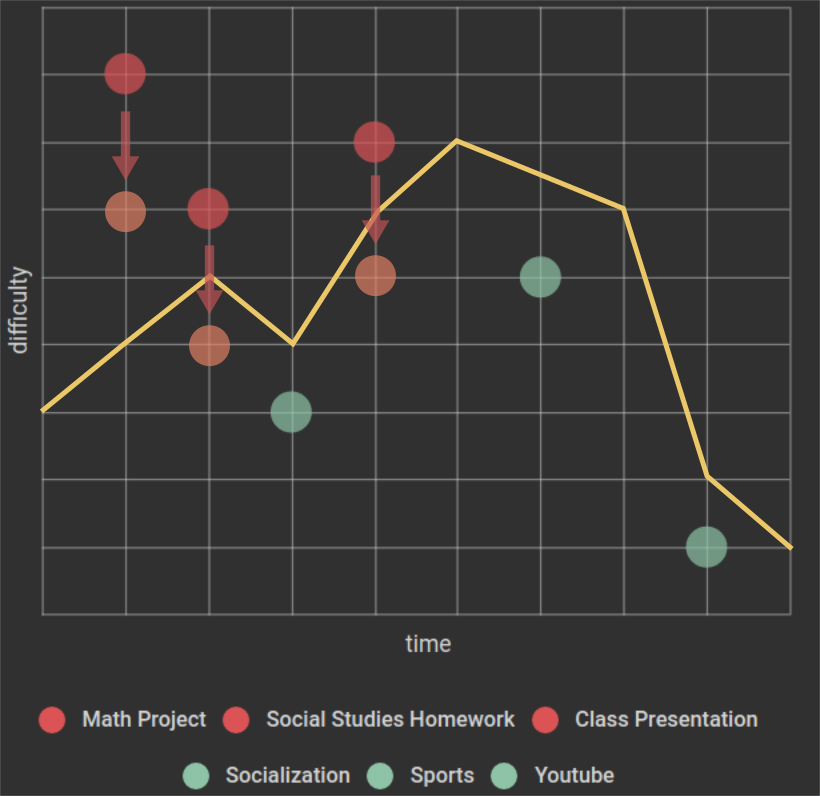 difficulty
time
Math Project Social Studies Homework Class Presentation
Socialization Sports Youtube